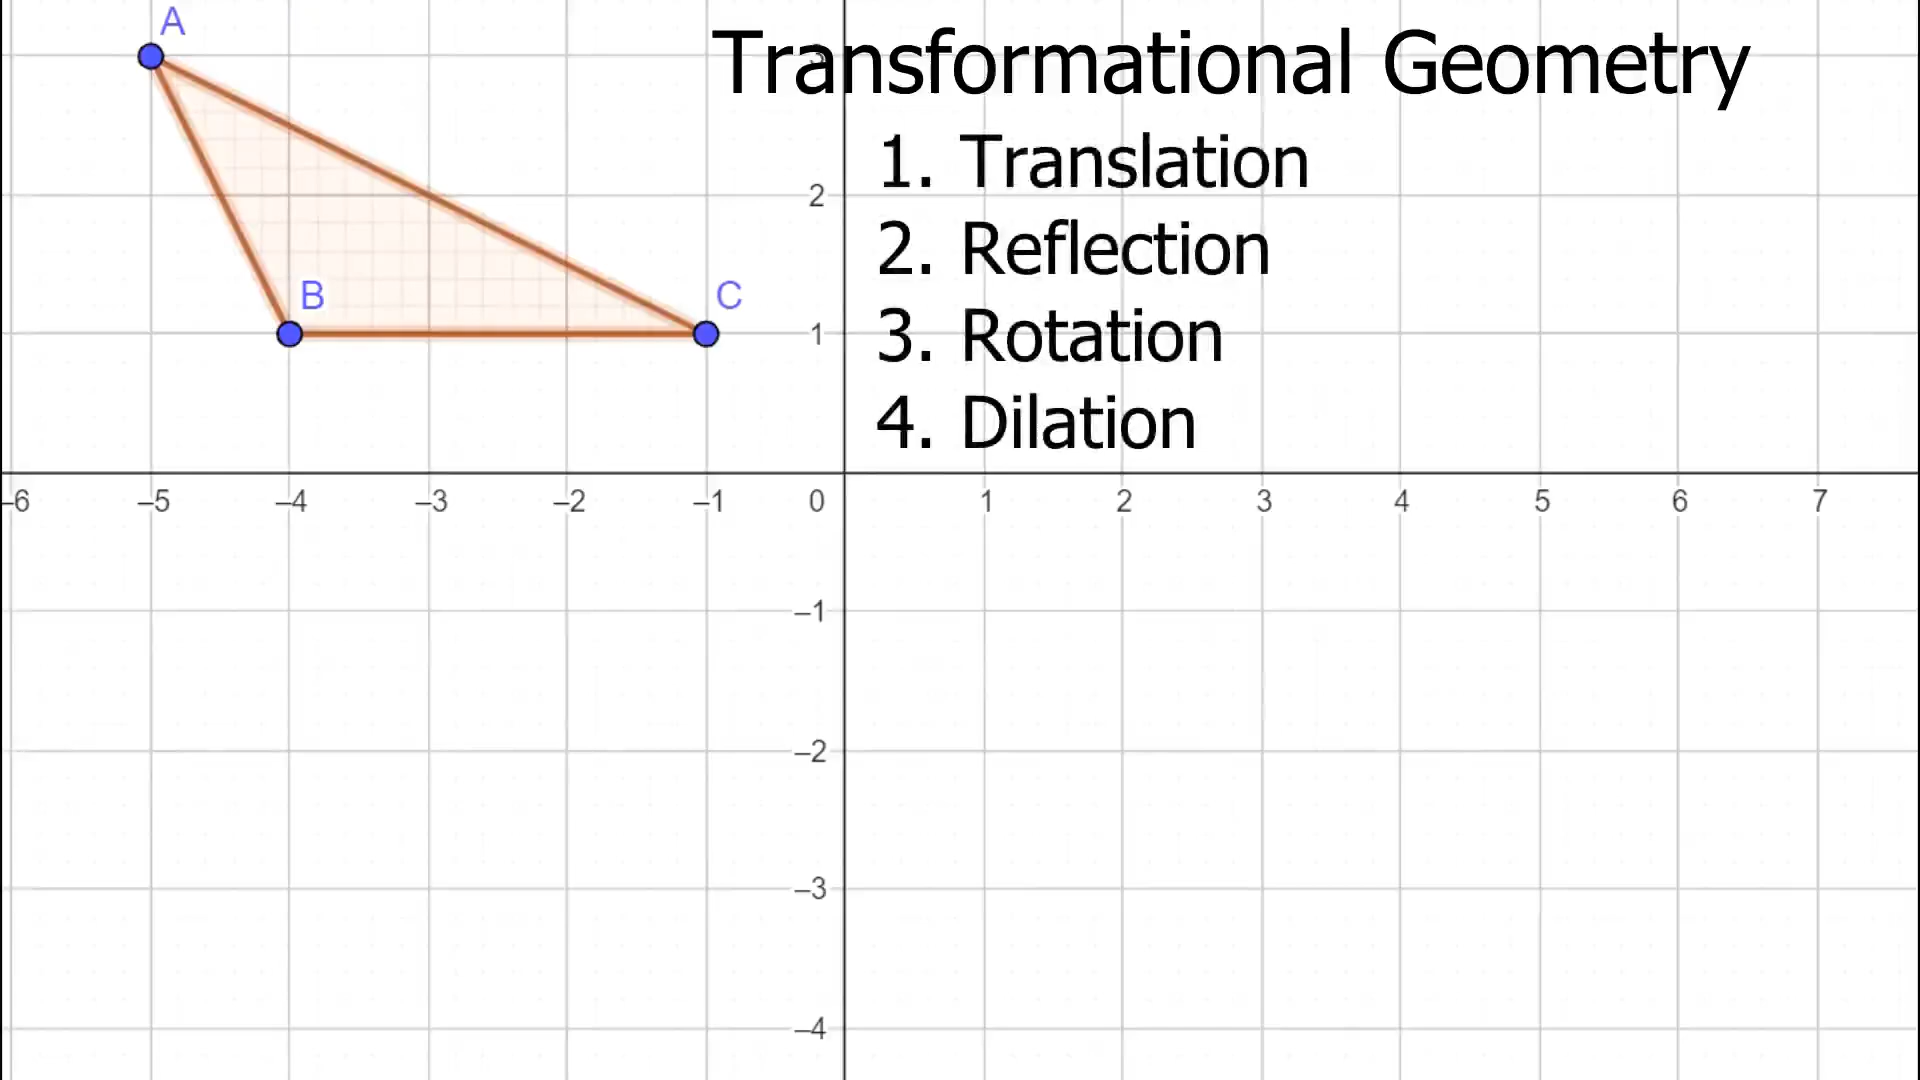 A
Transformational Geometry
3
1. Translation
2
2. Reflection
B
C
1
3. Rotation
4. Dilation
–6 –5 –4 –3 –2 –1 0 1 2 3 4 5 6 7
–1
–2
–3
–4